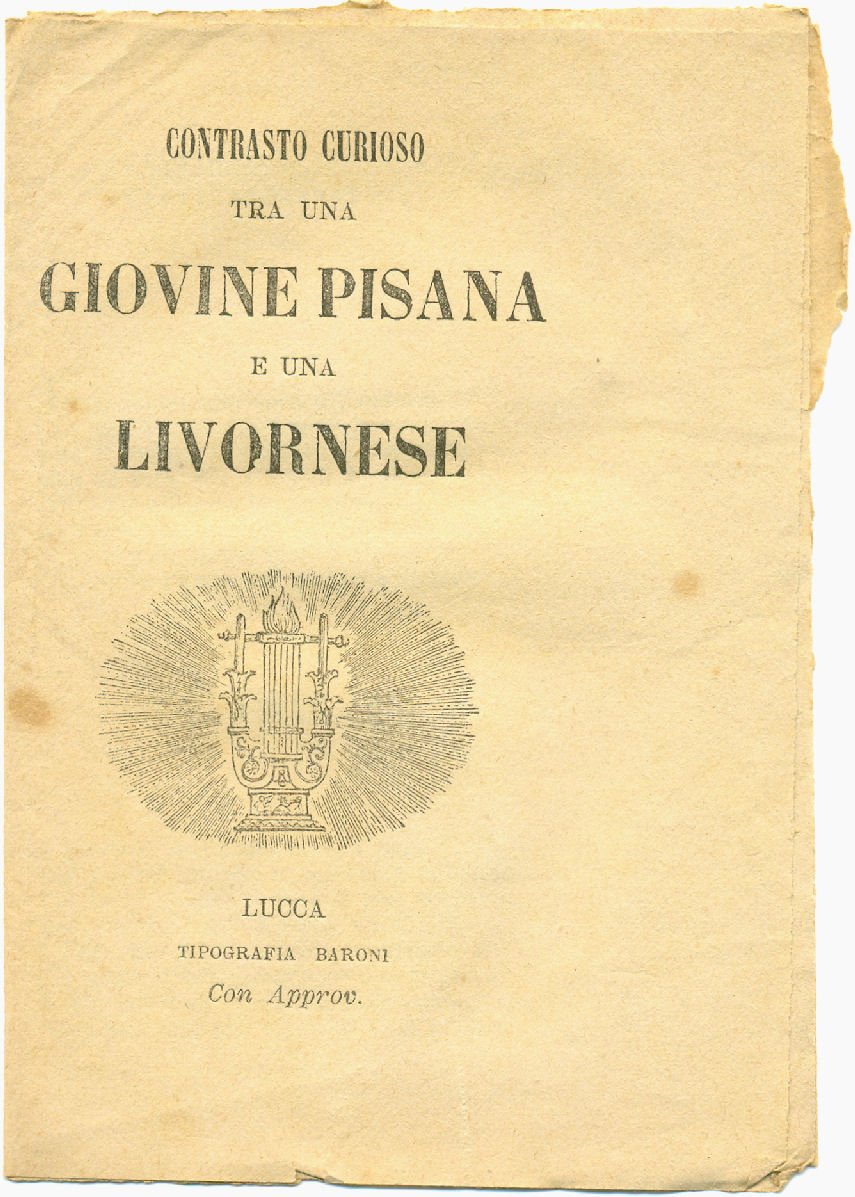 CONTRASTO CURIOSO
TRA UNA
GIOVINE PISANA
E UNA
LIVORNESE
LUCCA
TIPOGRAFIA BARONI
Con Approv.